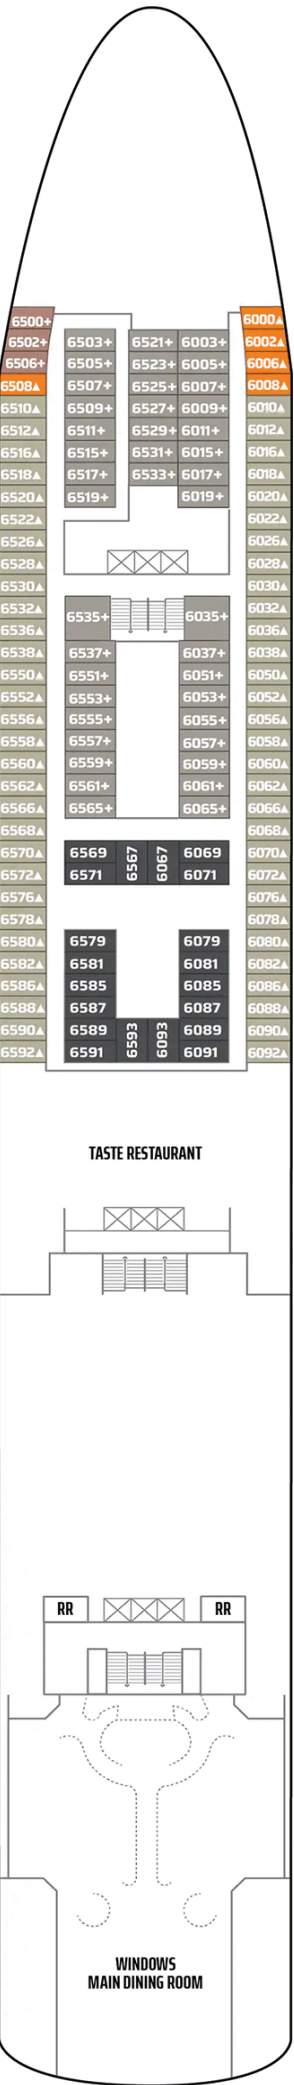 6500+ 6000▲
6502+ 6503+ 6521+ 6003+ 6002▲
6506+ 6505+ 6523+ 6005+ 6006▲
6508▲ 6507+ 6525+ 6007+ 6008▲
6510▲ 6509+ 6527+ 6009+ 6010▲
6512▲ 6511+ 6529+ 6011+ 6012▲
6516▲ 6515+ 6531+ 6015+ 6016▲
6518▲ 6517+ 6533+ 6017+ 6018▲
6520▲ 6519+ 6019+ 6020▲
6522▲ 6022▲
6526▲ 6026▲
6528▲ 6028▲
6530▲ 6030▲
6532▲ 6535+ 6035+ 6032▲
6536▲ 6036▲
6538▲ 6537+ 6037+ 6038▲
6550▲ 6551+ 6051+ 6050▲
6552▲ 6553+ 6053+ 6052▲
6556▲ 6555+ 6055+ 6056▲
6558▲ 6557+ 6057+ 6058▲
6560▲ 6559+ 6059+ 6060▲
6562▲ 6561+ 6061+ 6062▲
6566▲ 6565+ 6065+ 6066▲
6568▲ 6068▲
6570▲ 6569 6567 6067 6069 6070▲
6572▲ 6571 6071 6072▲
6576▲ 6076▲
6578▲ 6078▲
6580▲ 6579 6079 6080▲
6582▲ 6581 6081 6082▲
6586▲ 6585 6085 6086▲
6588▲ 6587 6087 6088▲
6590▲ 6589 6593 6093 6089 6090▲
6592▲ 6591 6091 6092▲
TASTE RESTAURANT
RR RR
WINDOWS
MAIN DINING ROOM